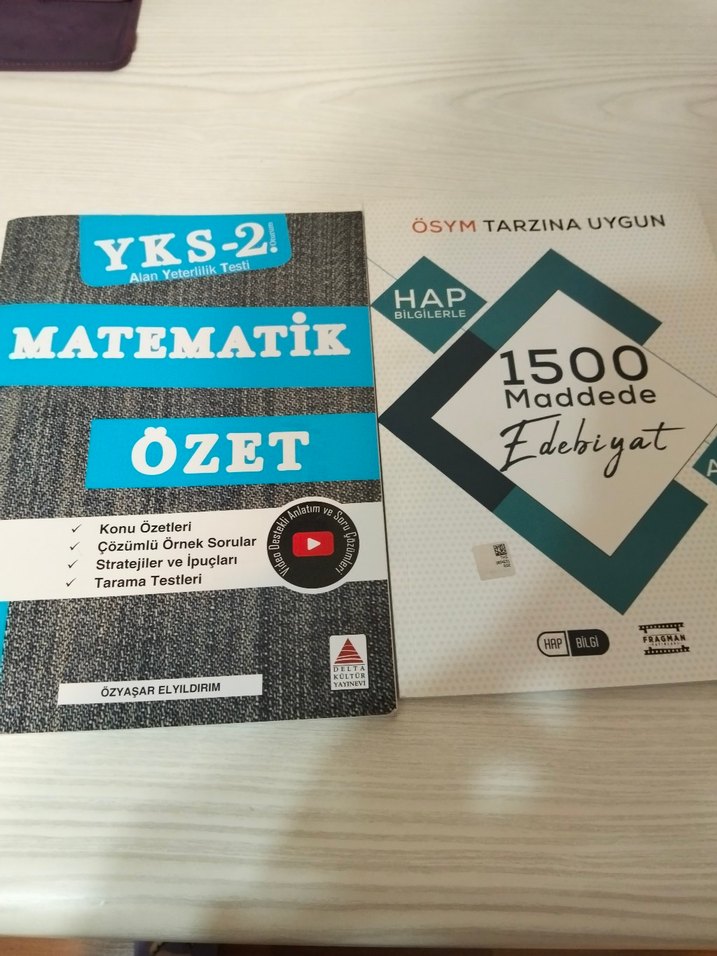 YKS-2.
Oturum
Alan Yeterlilik Testi
MATEMATİK
ÖZET
✓ Konu Özetleri
✓ Çözümlü Örnek Sorular
✓ Stratejiler ve İpuçları
✓ Tarama Testleri
Video Destekli Anlatım ve Soru Çözümleri
ÖZYAŞAR ELYILDIRIM
DELTA
KÜLTÜR
YAYINEVİ
ÖSYM TARZINA UYGUN
HAP
BİLGİLERLE
1500
Maddede
Edebiyat
A
HAP BİLGİ
FRAGMAN
YAYINLARI